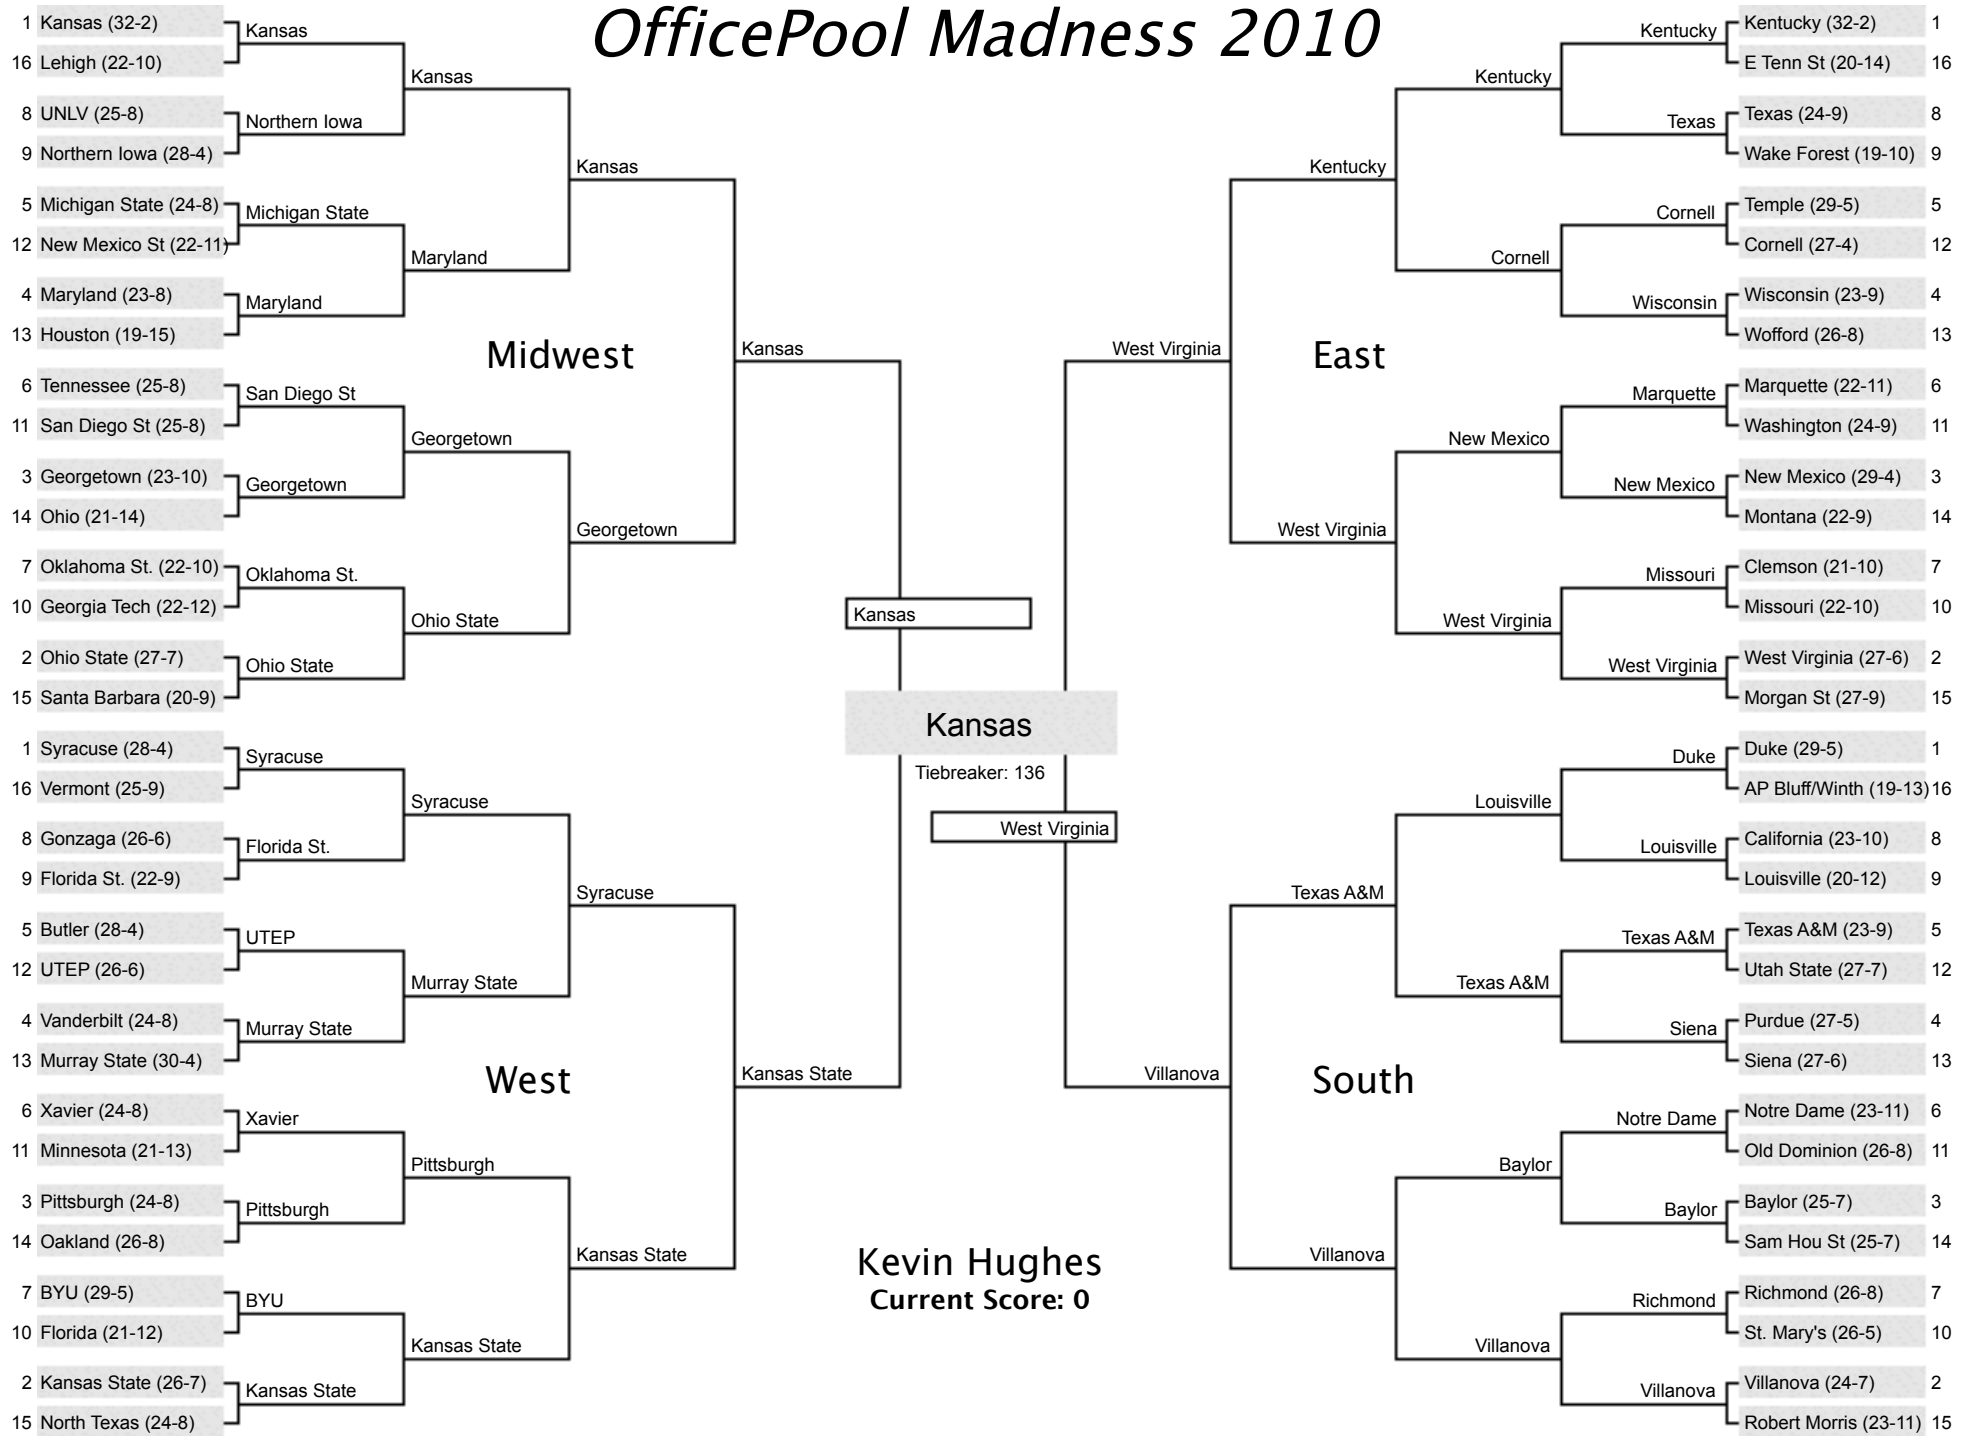 OfficePool Madness 2010
1 Kansas (32-2)
16 Lehigh (22-10)
8 UNLV (25-8)
9 Northern Iowa (28-4)
5 Michigan State (24-8)
12 New Mexico St (22-11)
4 Maryland (23-8)
13 Houston (19-15)
6 Tennessee (25-8)
11 San Diego St (25-8)
3 Georgetown (23-10)
14 Ohio (21-14)
7 Oklahoma St. (22-10)
10 Georgia Tech (22-12)
2 Ohio State (27-7)
15 Santa Barbara (20-9)
Kansas
Northern Iowa
Michigan State
Maryland
San Diego St
Georgetown
Oklahoma St.
Ohio State
Kansas
Maryland
Georgetown
Ohio State
Kansas
Georgetown
Midwest
Kansas
1 Syracuse (28-4)
16 Vermont (25-9)
8 Gonzaga (26-6)
9 Florida St. (22-9)
5 Butler (28-4)
12 UTEP (26-6)
4 Vanderbilt (24-8)
13 Murray State (30-4)
6 Xavier (24-8)
11 Minnesota (21-13)
3 Pittsburgh (24-8)
14 Oakland (26-8)
7 BYU (29-5)
10 Florida (21-12)
2 Kansas State (26-7)
15 North Texas (24-8)
Syracuse
Florida St.
UTEP
Murray State
Xavier
Pittsburgh
BYU
Kansas State
Syracuse
Murray State
Pittsburgh
Kansas State
Syracuse
Kansas State
West
Kansas State
Kansas
Kansas
Tiebreaker: 136
West Virginia
Kevin Hughes
Current Score: 0
Kentucky (32-2) 1
E Tenn St (20-14) 16
Texas (24-9) 8
Wake Forest (19-10) 9
Temple (29-5) 5
Cornell (27-4) 12
Wisconsin (23-9) 4
Wofford (26-8) 13
Marquette (22-11) 6
Washington (24-9) 11
New Mexico (29-4) 3
Montana (22-9) 14
Clemson (21-10) 7
Missouri (22-10) 10
West Virginia (27-6) 2
Morgan St (27-9) 15
Kentucky
Texas
Cornell
Wisconsin
Marquette
New Mexico
Missouri
West Virginia
Kentucky
Cornell
New Mexico
West Virginia
Kentucky
West Virginia
East
West Virginia
Duke (29-5) 1
AP Bluff/Winth (19-13) 16
California (23-10) 8
Louisville (20-12) 9
Texas A&M (23-9) 5
Utah State (27-7) 12
Purdue (27-5) 4
Siena (27-6) 13
Notre Dame (23-11) 6
Old Dominion (26-8) 11
Baylor (25-7) 3
Sam Hou St (25-7) 14
Richmond (26-8) 7
St. Mary's (26-5) 10
Villanova (24-7) 2
Robert Morris (23-11) 15
Duke
Louisville
Texas A&M
Siena
Notre Dame
Baylor
Richmond
Villanova
Louisville
Texas A&M
Baylor
Villanova
Texas A&M
Villanova
South
Villanova